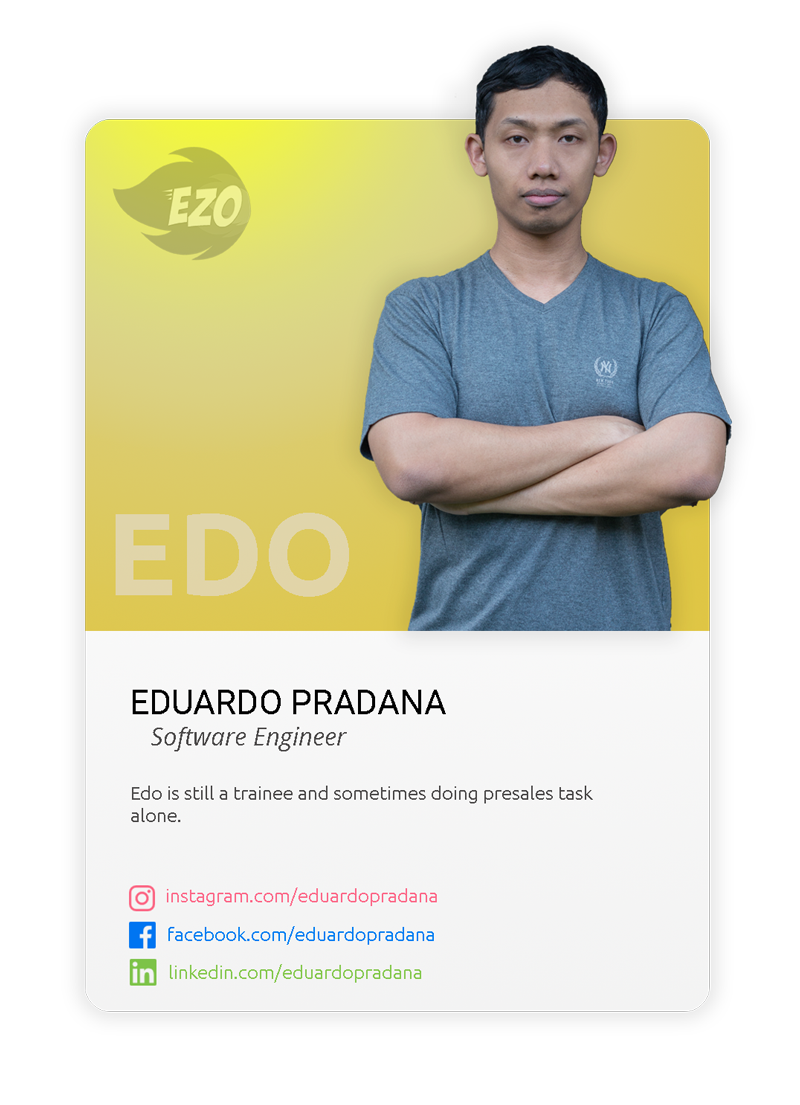 EZO
EDO
EDUARDO PRADANA
Software Engineer
Edo is still a trainee and sometimes doing presales task
alone.
instagram.com/eduardopradana
facebook.com/eduardopradana
linkedin.com/eduardopradana